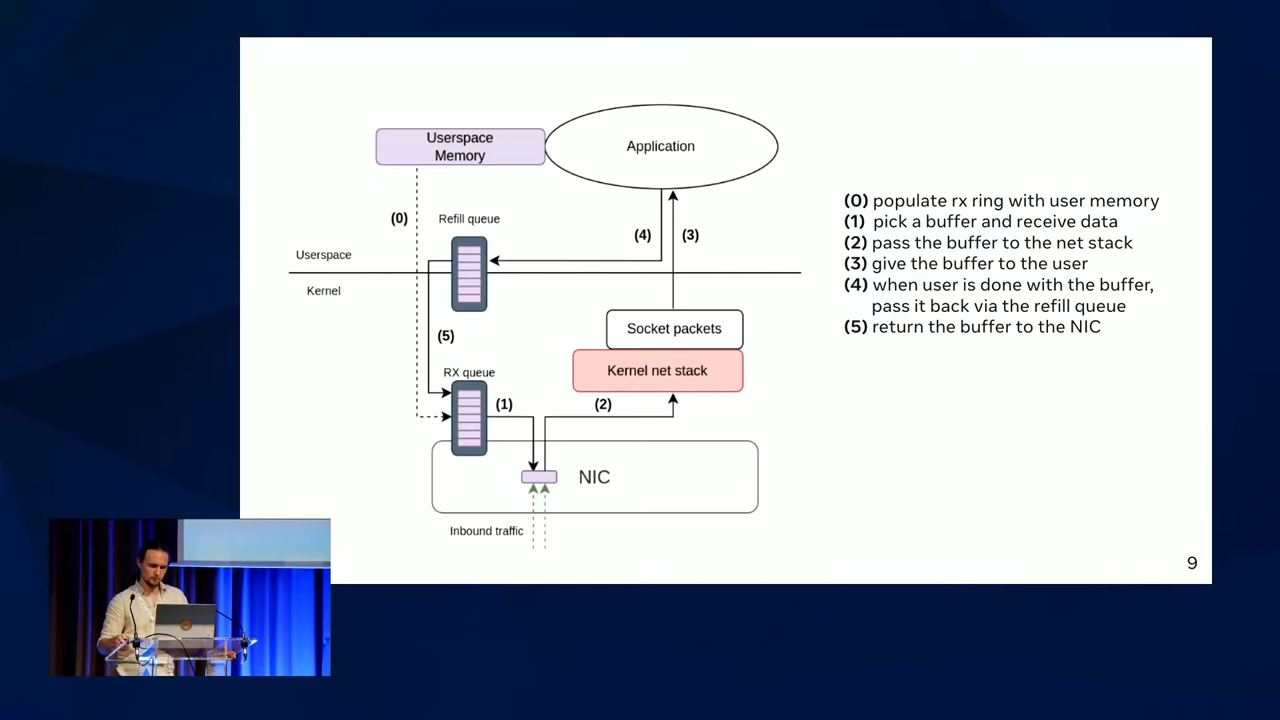 Userspace
Memory
Application
(0)
Refill queue
(4)
(3)
Userspace
Kernel
Socket packets
(5)
Kernel net stack
RX queue
(1)
(2)
NIC
Inbound traffic
(0) populate rx ring with user memory
(1) pick a buffer and receive data
(2) pass the buffer to the net stack
(3) give the buffer to the user
(4) when user is done with the buffer,
pass it back via the refill queue
(5) return the buffer to the NIC
9